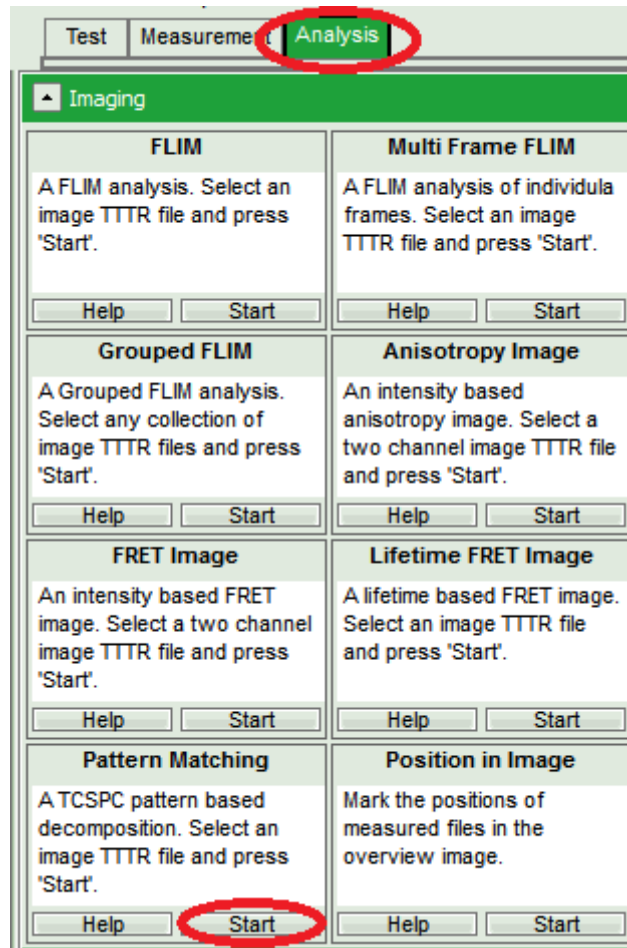 Test Measurement Analysis
Imaging
FLIM
A FLIM analysis. Select an
image TTTR file and press
'Start'.
Help Start
Multi Frame FLIM
A FLIM analysis of individula
frames. Select an image
TTTR file and press 'Start'.
Help Start
Grouped FLIM
A Grouped FLIM analysis.
Select any collection of
image TTTR files and press
'Start'.
Help Start
Anisotropy Image
An intensity based
anisotropy image. Select a
two channel image TTTR file
and press 'Start'.
Help Start
FRET Image
An intensity based FRET
image. Select a two channel
image TTTR file and press
'Start'.
Help Start
Lifetime FRET Image
A lifetime based FRET image.
Select an image TTTR file
and press 'Start'.
Help Start
Pattern Matching
A TCSPC pattern based
decomposition. Select an
image TTTR file and press
'Start'.
Help Start
Position in Image
Mark the positions of
measured files in the
overview image.
Help Start